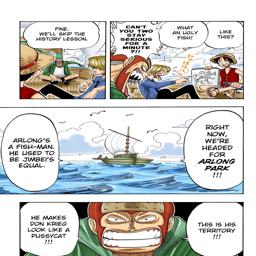 LIKE
THIS?
WHAT
AN UGLY
FISH!
CAN'T
YOU TWO
STAY
SERIOUS
FOR A
MINUTE
?!!
FINE.
WE'LL SKIP THE
HISTORY LESSON.
RIGHT
NOW,
WE'RE
HEADED
FOR
ARLONG
PARK
!!!
ARLONG'S
A FISH-MAN.
HE USED TO
BE JIMBEI'S
EQUAL.
THIS IS HIS
TERRITORY
!!!
HE MAKES
DON KRIEG
LOOK LIKE A
PUSSYCAT
!!!